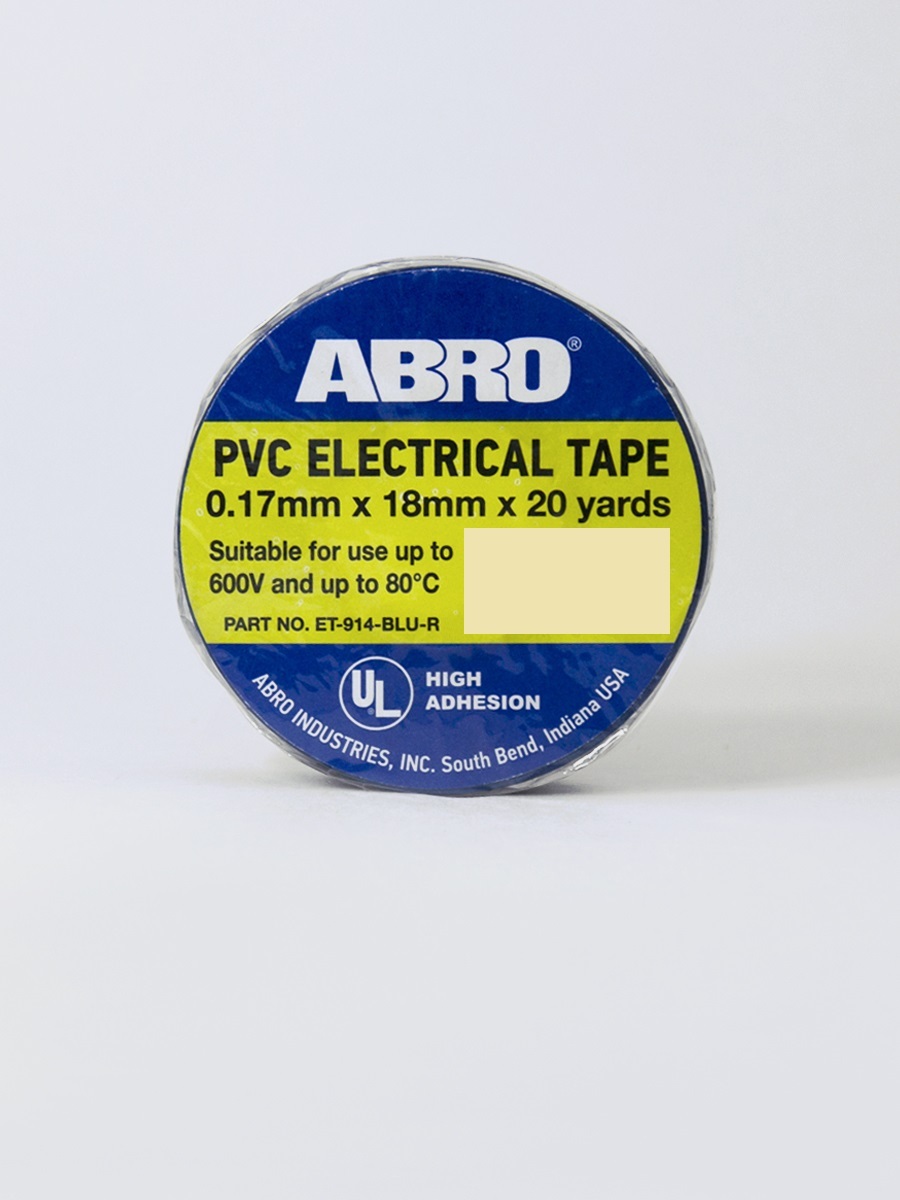 ABRO®
PVC ELECTRICAL TAPE
0.17mm x 18mm x 20 yards
Suitable for use up to
600V and up to 80°C
PART NO. ET-914-BLU-R
UL®
HIGH
ADHESION
ABRO INDUSTRIES, INC. South Bend, Indiana USA